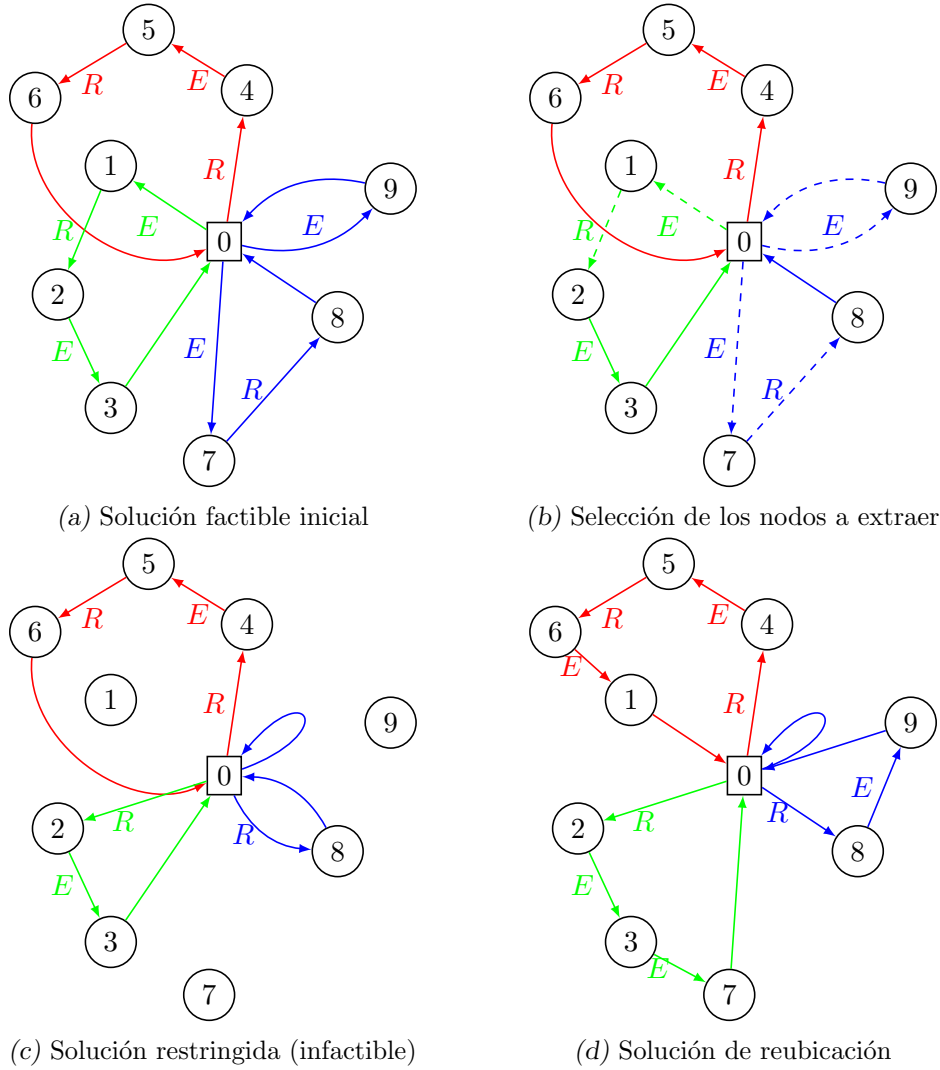 5
5
R
E
R
E
6
4
6
4
1
R
1
R
9
9
R
E
E
R
E
E
0
0
2
2
E
E
8
E
E
8
R
R
3
3
7
7
(a) Solución factible inicial
(b) Selección de los nodos a extraer
5
5
R
E
R
E
6
4
6
4
E
1
R
1
R
9
9
0
0
E
2
R
R
2
R
R
8
8
E
E
3
3
E
7
7
(c) Solución restringida (infactible)
(d) Solución de reubicación